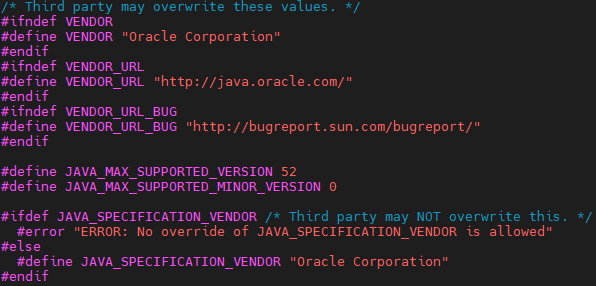 /* Third party may overwrite these values. */
#ifndef VENDOR
#define VENDOR "Oracle Corporation"
#endif
#ifndef VENDOR_URL
#define VENDOR_URL "http://java.oracle.com/"
#endif
#ifndef VENDOR_URL_BUG
#define VENDOR_URL_BUG "http://bugreport.sun.com/bugreport/"
#endif

#define JAVA_MAX_SUPPORTED_VERSION 52
#define JAVA_MAX_SUPPORTED_MINOR_VERSION 0

#ifdef JAVA_SPECIFICATION_VENDOR /* Third party may NOT overwrite this. */
  #error "ERROR: No override of JAVA_SPECIFICATION_VENDOR is allowed"
#else
  #define JAVA_SPECIFICATION_VENDOR "Oracle Corporation"
#endif